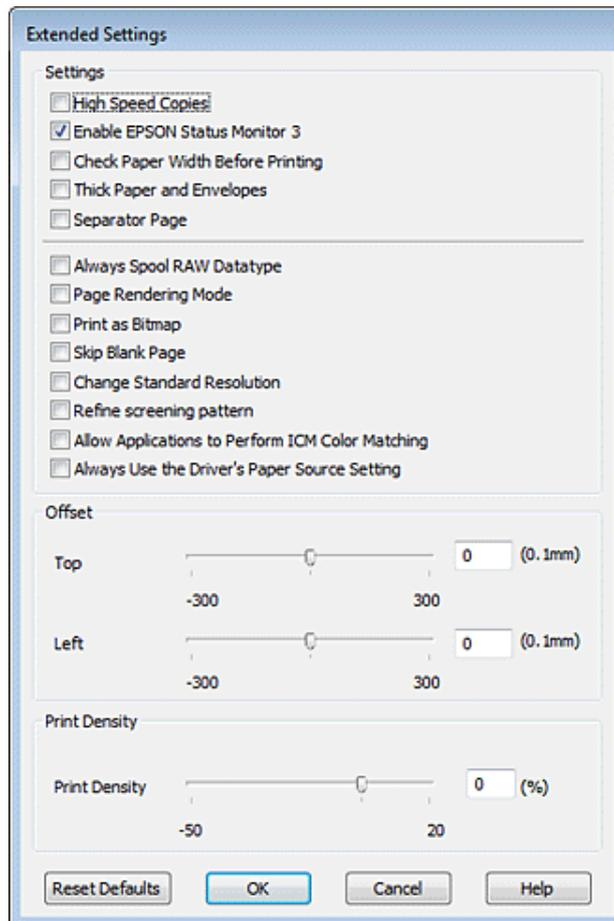 Extended Settings
Settings
High Speed Copies
Enable EPSON Status Monitor 3
Check Paper Width Before Printing
Thick Paper and Envelopes
Separator Page
Always Spool RAW Datatype
Page Rendering Mode
Print as Bitmap
Skip Blank Page
Change Standard Resolution
Refine screening pattern
Allow Applications to Perform ICM Color Matching
Always Use the Driver's Paper Source Setting
Offset
Top 0 (0.1mm)
-300 300
Left 0 (0.1mm)
-300 300
Print Density
Print Density 0 (%)
-50 20
Reset Defaults OK Cancel Help